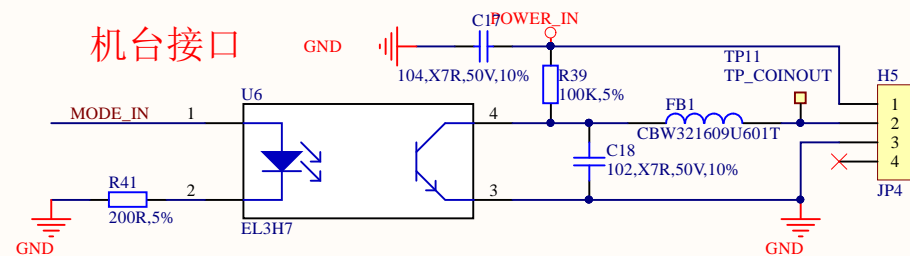 机台接口
GND
C17
POWER_IN
104,X7R,50V,10%
R39
100K,5%
TP11
TP_COINOUT
H5
U6
MODE_IN
1
4
FB1
CBW321609U601T
1
2
3
4
C18
102,X7R,50V,10%
R41
200R,5%
2
3
EL3H7
JP4
GND
GND